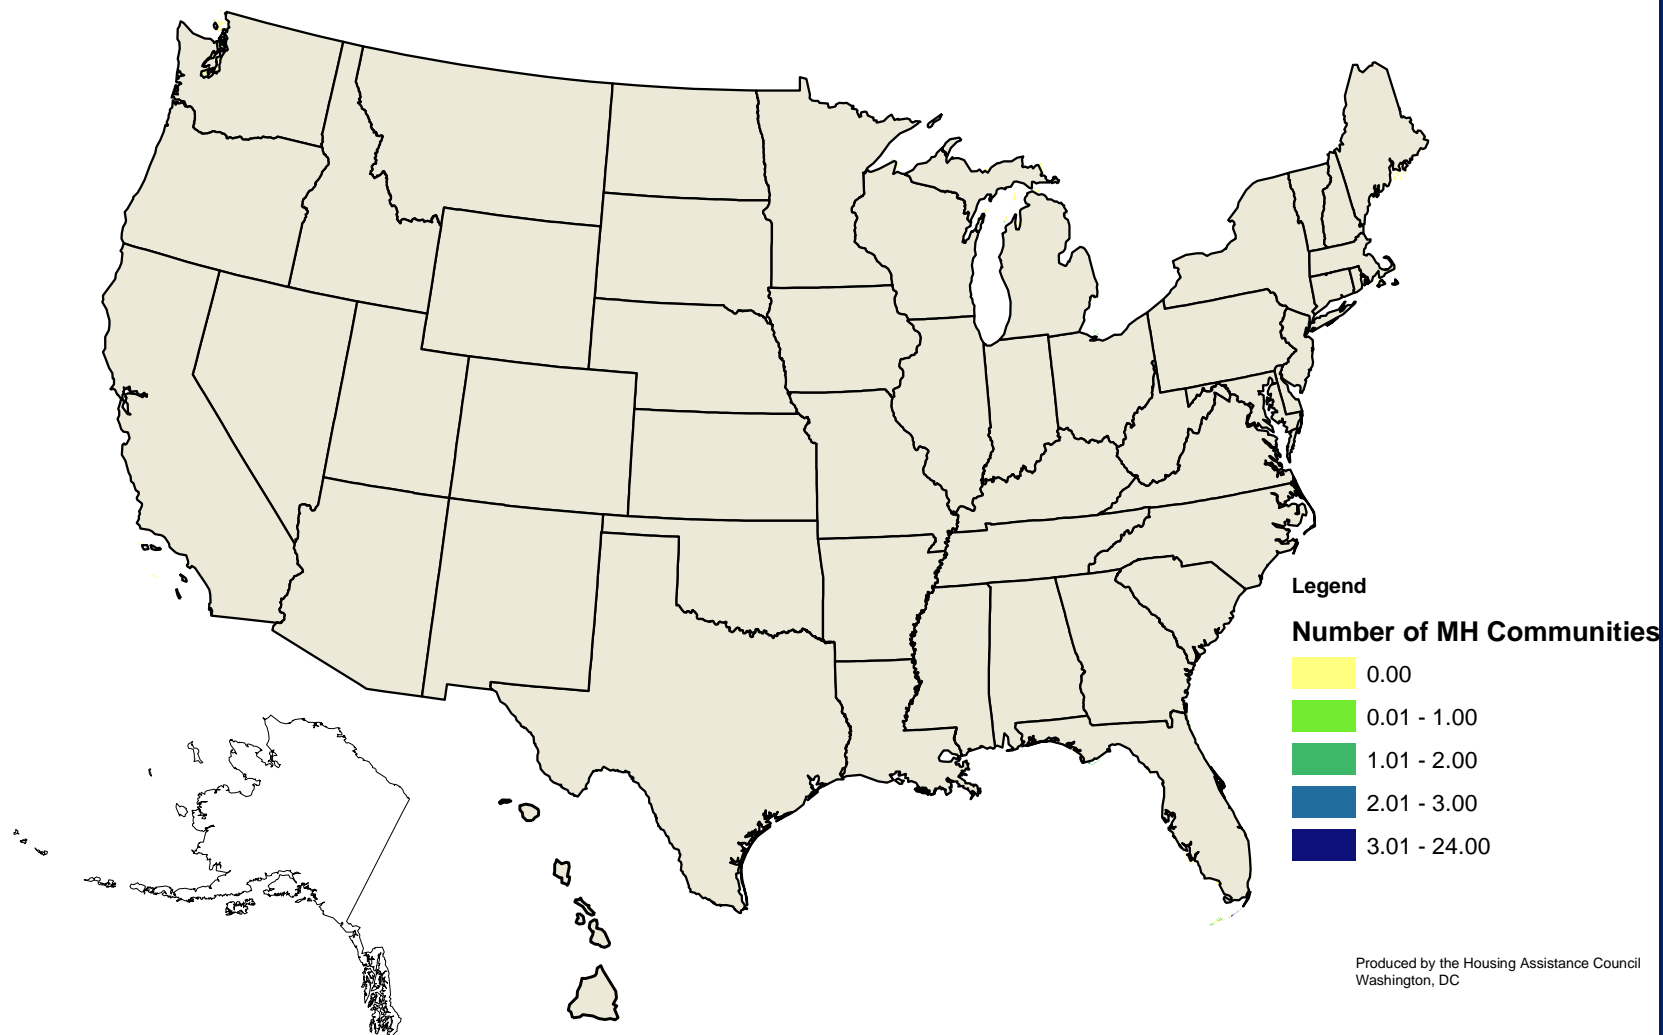 Legend
Number of MH Communities
0.00
0.01 - 1.00
1.01 - 2.00
2.01 - 3.00
3.01 - 24.00
Produced by the Housing Assistance Council
Washington, DC